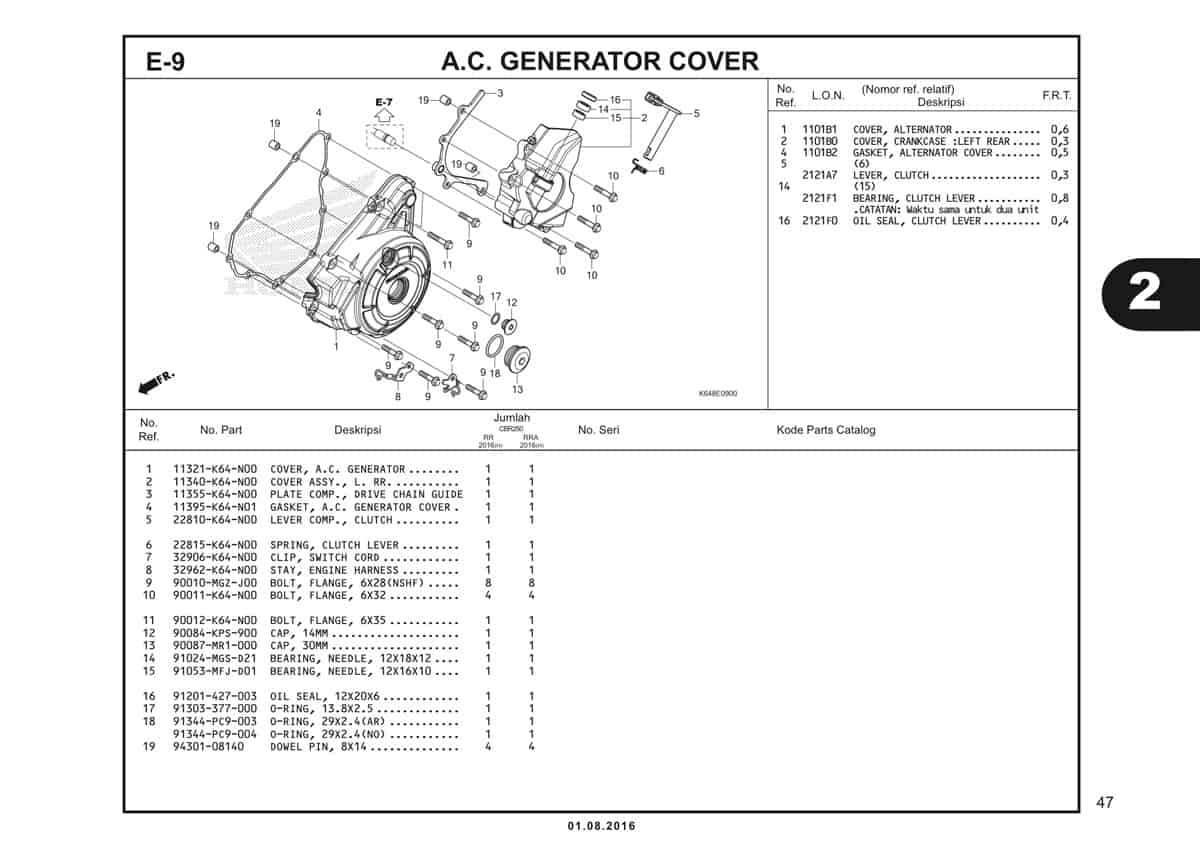 E-9
A.C. GENERATOR COVER
No. Ref. L.O.N. (Nomor ref. relatif) Deskripsi F.R.T.
1 1101B1 COVER, ALTERNATOR............... 0,6
2 1101B0 COVER, CRANKCASE :LEFT REAR..... 0,3
4 1101B2 GASKET, ALTERNATOR COVER........ 0,5
5 (6)
2121A7 LEVER, CLUTCH................... 0,3
14 (15)
2121F1 BEARING, CLUTCH LEVER........... 0,8
.CATATAN: Waktu sama untuk dua unit
16 2121F0 OIL SEAL, CLUTCH LEVER.......... 0,4
E-7
19
3
16
14
15
2
5
4
19
19
6
10
10
19
9
11
10
10
9
17
12
9
9
1
9
7
9
18
13
8
9
FR.
HONDA
K648E0900
2
No. Ref. No. Part Deskripsi Jumlah No. Seri Kode Parts Catalog
CBR250
RR RRA
2016(H) 2016(H)
1 11321-K64-N00 COVER, A.C. GENERATOR ........ 1 1
2 11340-K64-N00 COVER ASSY., L. RR. .......... 1 1
3 11355-K64-N00 PLATE COMP., DRIVE CHAIN GUIDE 1 1
4 11395-K64-N01 GASKET, A.C. GENERATOR COVER . 1 1
5 22810-K64-N00 LEVER COMP., CLUTCH .......... 1 1
6 22815-K64-N00 SPRING, CLUTCH LEVER ......... 1 1
7 32906-K64-N00 CLIP, SWITCH CORD ............ 1 1
8 32962-K64-N00 STAY, ENGINE HARNESS ......... 1 1
9 90010-MGZ-J00 BOLT, FLANGE, 6X28(NSHF) ..... 8 8
10 90011-K64-N00 BOLT, FLANGE, 6X32 ........... 4 4
11 90012-K64-N00 BOLT, FLANGE, 6X35 ........... 1 1
12 90084-KPS-900 CAP, 14MM .................... 1 1
13 90087-MR1-000 CAP, 30MM .................... 1 1
14 91024-MGS-D21 BEARING, NEEDLE, 12X18X12 .... 1 1
15 91053-MFJ-D01 BEARING, NEEDLE, 12X16X10 .... 1 1
16 91201-427-003 OIL SEAL, 12X20X6 ............ 1 1
17 91303-377-000 O-RING, 13.8X2.5 ............. 1 1
18 91344-PC9-003 O-RING, 29X2.4(AR) ........... 1 1
91344-PC9-004 O-RING, 29X2.4(NO) ........... 1 1
19 94301-08140 DOWEL PIN, 8X14 .............. 4 4
47
01.08.2016